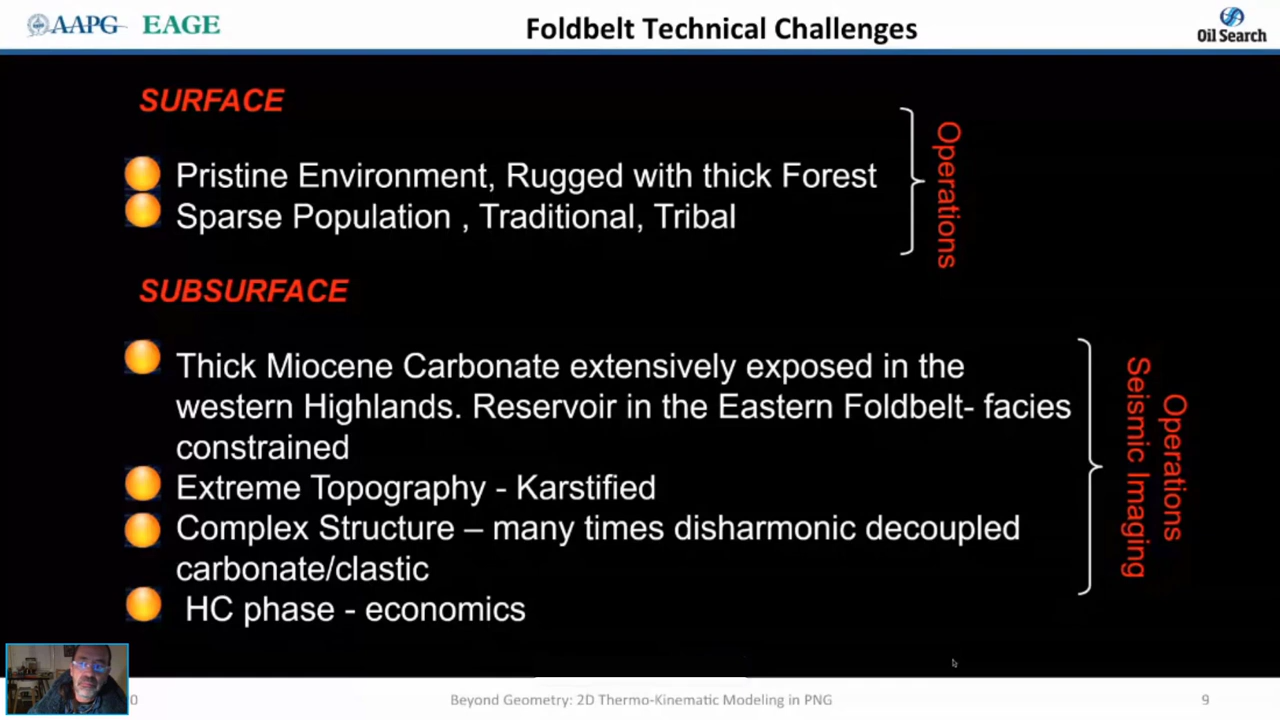 AAPG EAGE
Foldbelt Technical Challenges
Oil Search
SURFACE
Pristine Environment, Rugged with thick Forest
Sparse Population , Traditional, Tribal
Operations
SUBSURFACE
Thick Miocene Carbonate extensively exposed in the
western Highlands. Reservoir in the Eastern Foldbelt- facies
constrained
Extreme Topography - Karstified
Complex Structure – many times disharmonic decoupled
carbonate/clastic
HC phase - economics
Operations
Seismic Imaging
0
Beyond Geometry: 2D Thermo-Kinematic Modeling in PNG
9